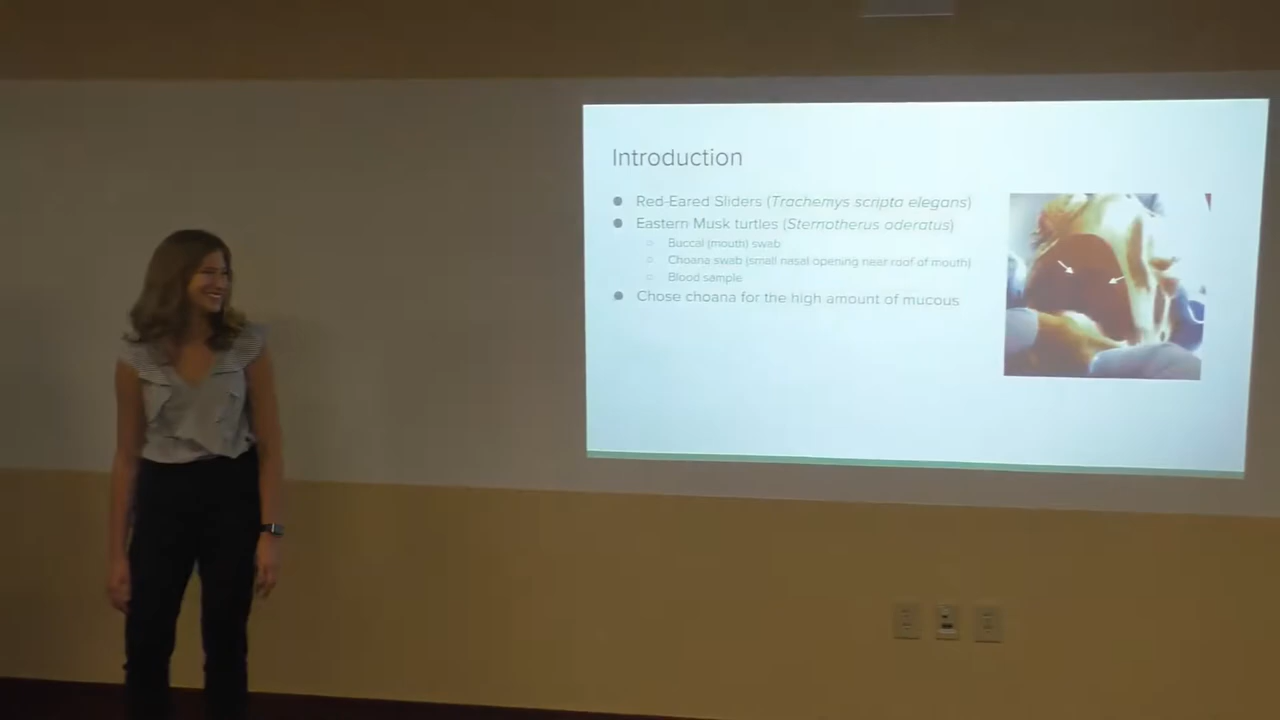 Introduction
Red-Eared Sliders (Trachemys scripta elegans)
Eastern Musk turtles (Sternotherus oderatus)
Buccal (mouth) swab
Choana swab (small nasal opening near roof of mouth)
Blood sample
Chose choana for the high amount of mucous